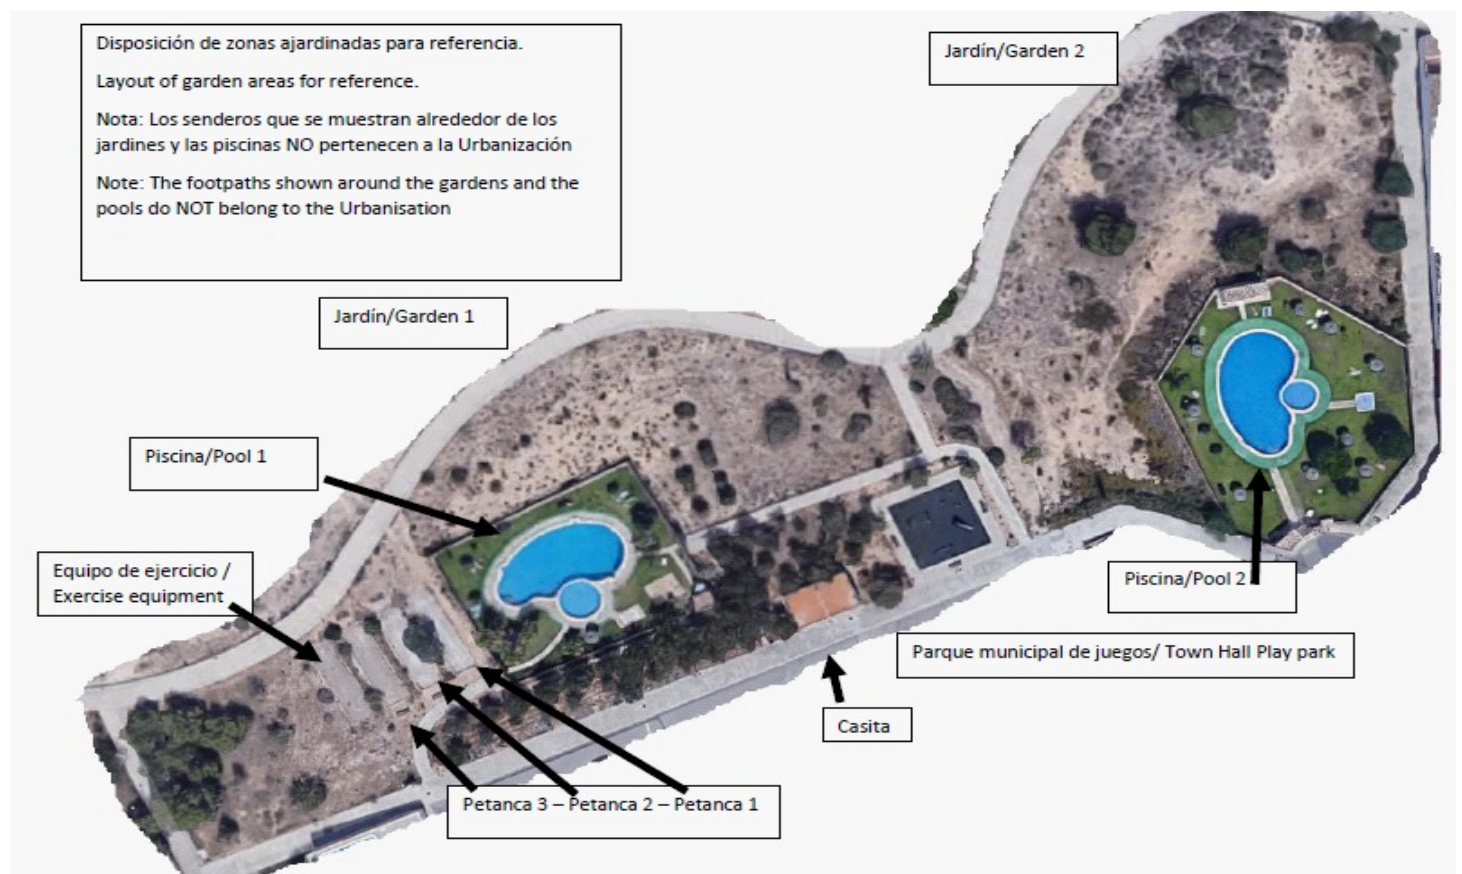 Disposición de zonas ajardinadas para referencia.
Layout of garden areas for reference.
Nota: Los senderos que se muestran alrededor de los
jardines y las piscinas NO pertenecen a la Urbanización
Note: The footpaths shown around the gardens and the
pools do NOT belong to the Urbanisation
Jardín/Garden 2
Jardín/Garden 1
Piscina/Pool 1
Equipo de ejercicio /
Exercise equipment
Piscina/Pool 2
Parque municipal de juegos/ Town Hall Play park
Casita
Petanca 3 – Petanca 2 – Petanca 1